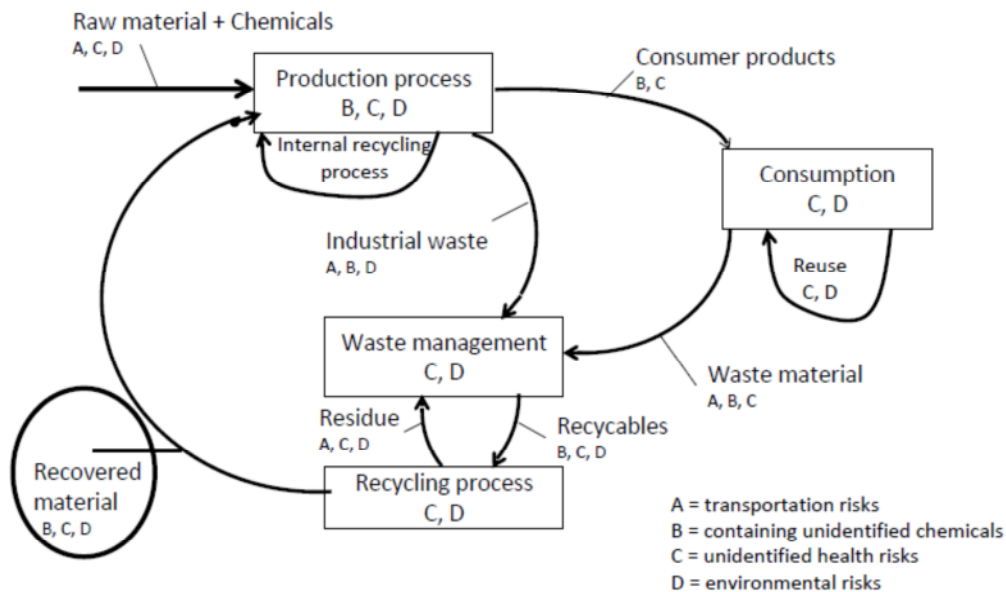 Raw material + Chemicals
A, C, D
Production process
B, C, D
Internal recycling
process
Consumer products
B, C
Consumption
C, D
Reuse
C, D
Industrial waste
A, B, D
Waste management
C, D
Waste material
A, B, C
Residue
A, C, D
Recycables
B, C, D
Recovered
material
B, C, D
Recycling process
C, D
A = transportation risks
B = containing unidentified chemicals
C = unidentified health risks
D = environmental risks